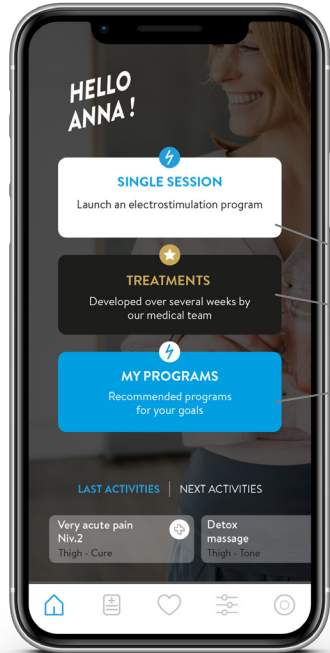 HELLO
ANNA !
SINGLE SESSION
Launch an electrostimulation program
TREATMENTS
Developed over several weeks by
our medical team
MY PROGRAMS
Recommended programs
for your goals
LAST ACTIVITIES | NEXT ACTIVITIES
Very acute pain
Niv.2
Thigh - Cure
Detox
massage
Thigh - Tone